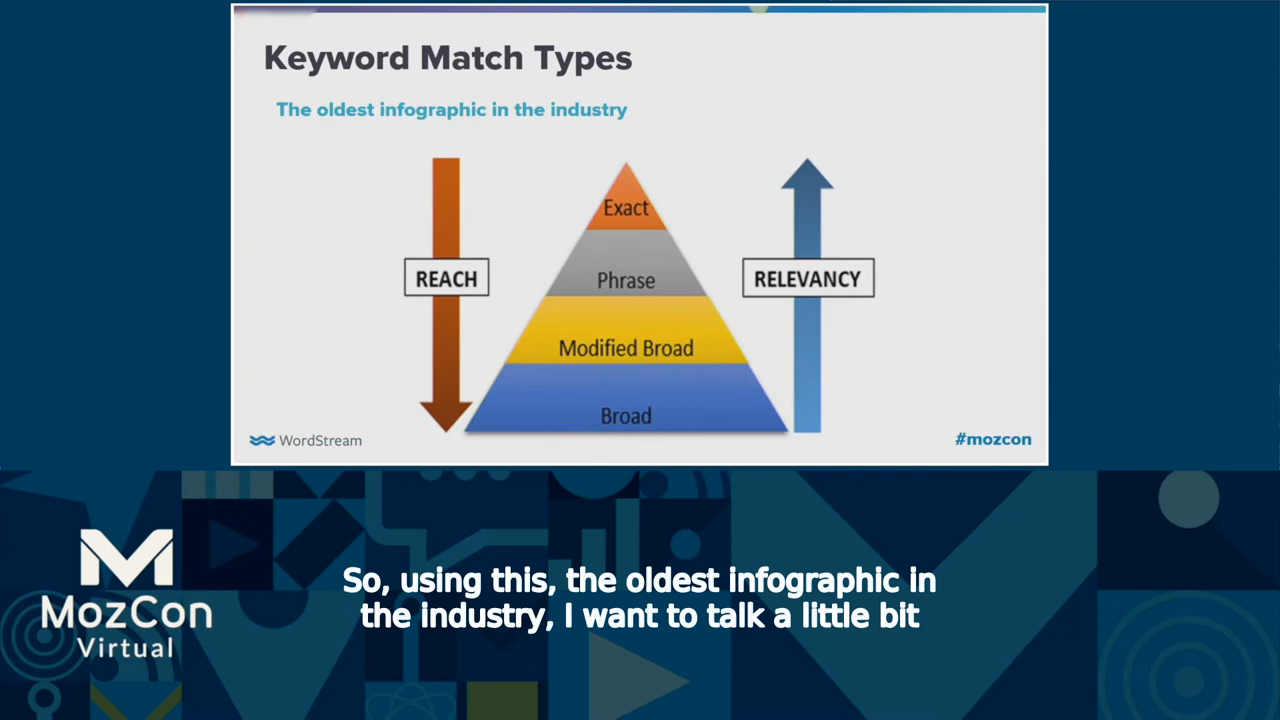 Keyword Match Types
The oldest infographic in the industry
Exact
REACH
Phrase
RELEVANCY
Modified Broad
Broad
WordStream
#mozcon
MozCon
Virtual
So, using this, the oldest infographic in
the industry, I want to talk a little bit